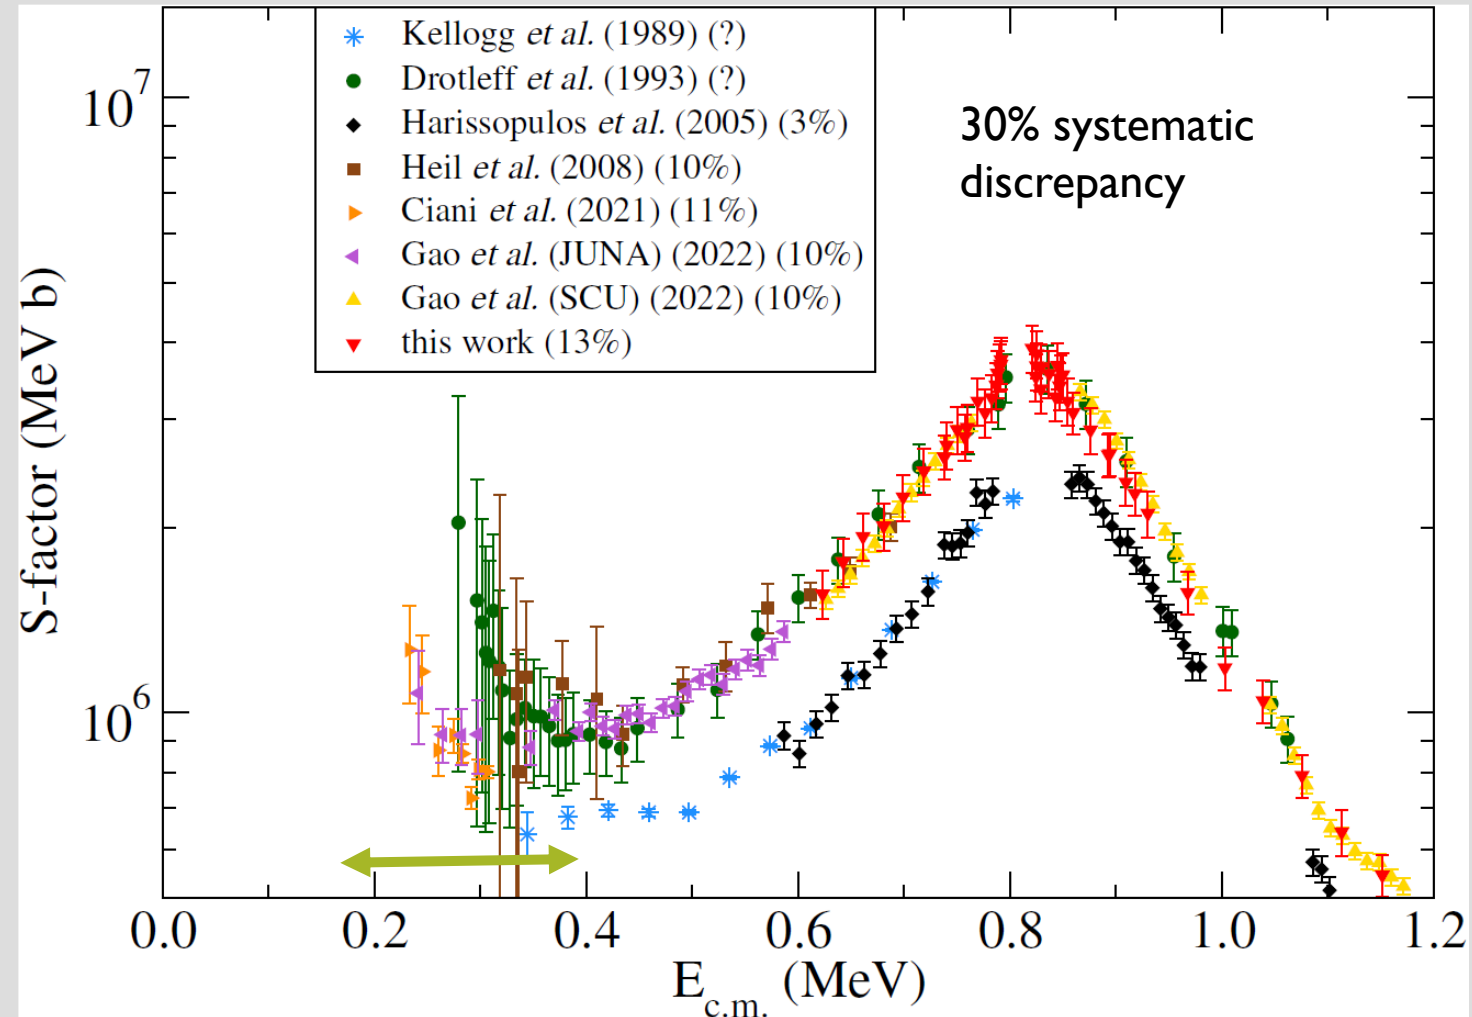 Kellogg et al. (1989) (?)
Drotleff et al. (1993) (?)
Harissopulos et al. (2005) (3%)
Heil et al. (2008) (10%)
Ciani et al. (2021) (11%)
Gao et al. (JUNA) (2022) (10%)
Gao et al. (SCU) (2022) (10%)
this work (13%)
30% systematic
discrepancy
10^7
10^6
S-factor (MeV b)
0.0 0.2 0.4 0.6 0.8 1.0 1.2
E_c.m. (MeV)